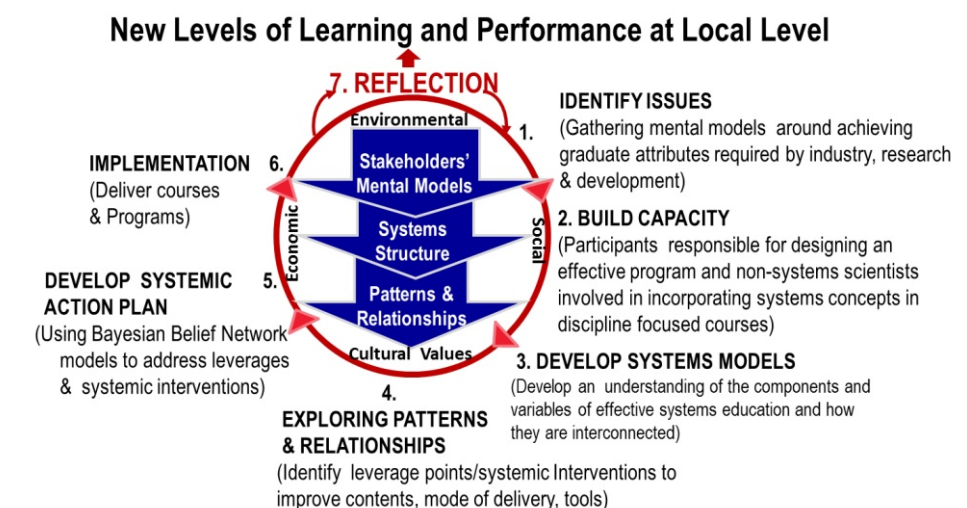 New Levels of Learning and Performance at Local Level
7. REFLECTION
1.
IDENTIFY ISSUES
(Gathering mental models around achieving
graduate attributes required by industry, research
& development)
2. BUILD CAPACITY
(Participants responsible for designing an
effective program and non-systems scientists
involved in incorporating systems concepts in
discipline focused courses)
3. DEVELOP SYSTEMS MODELS
(Develop an understanding of the components and
variables of effective systems education and how
they are interconnected)
4.
EXPLORING PATTERNS
& RELATIONSHIPS
(Identify leverage points/systemic Interventions to
improve contents, mode of delivery, tools)
DEVELOP SYSTEMIC 5.
ACTION PLAN
(Using Bayesian Belief Network
models to address leverages
& systemic interventions)
IMPLEMENTATION 6.
(Deliver courses
& Programs)
Environmental
Stakeholders'
Mental Models
Systems
Structure
Patterns &
Relationships
Cultural Values
Economic
Social